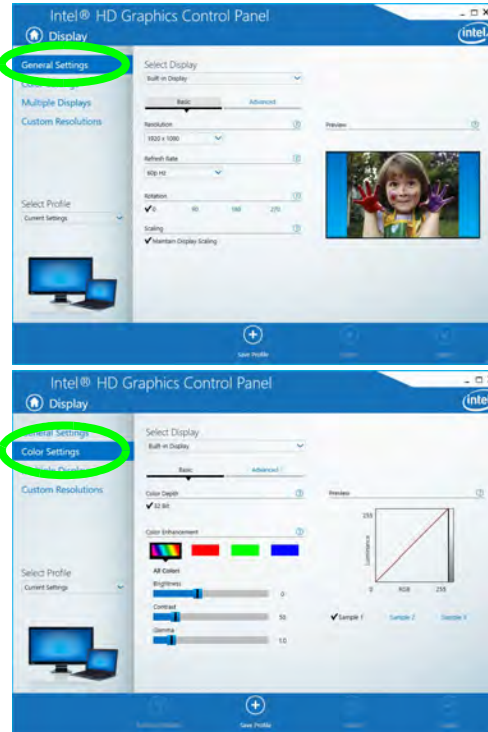 Intel® HD Graphics Control Panel
Display
intel
General Settings
Multiple Displays
Custom Resolutions
Select Profile
Current Settings
Select Display
Built-in Display
Basic Advanced
Resolution
1920 x 1080
Refresh Rate
60p Hz
Rotation
0 90 180 270
Scaling
Maintain Display Scaling
Preview
Save Profile
Intel® HD Graphics Control Panel
Display
General Settings
Color Settings
Custom Resolutions
Select Profile
Current Settings
Select Display
Built-in Display
Basic Advanced
Color Depth
32 Bit
Color Enhancement
All Colors
Brightness
0
Contrast
50
Gamma
1.0
Preview
255
Luminance
0 RGB 255
Sample 1 Sample 2 Sample 3
Save Profile